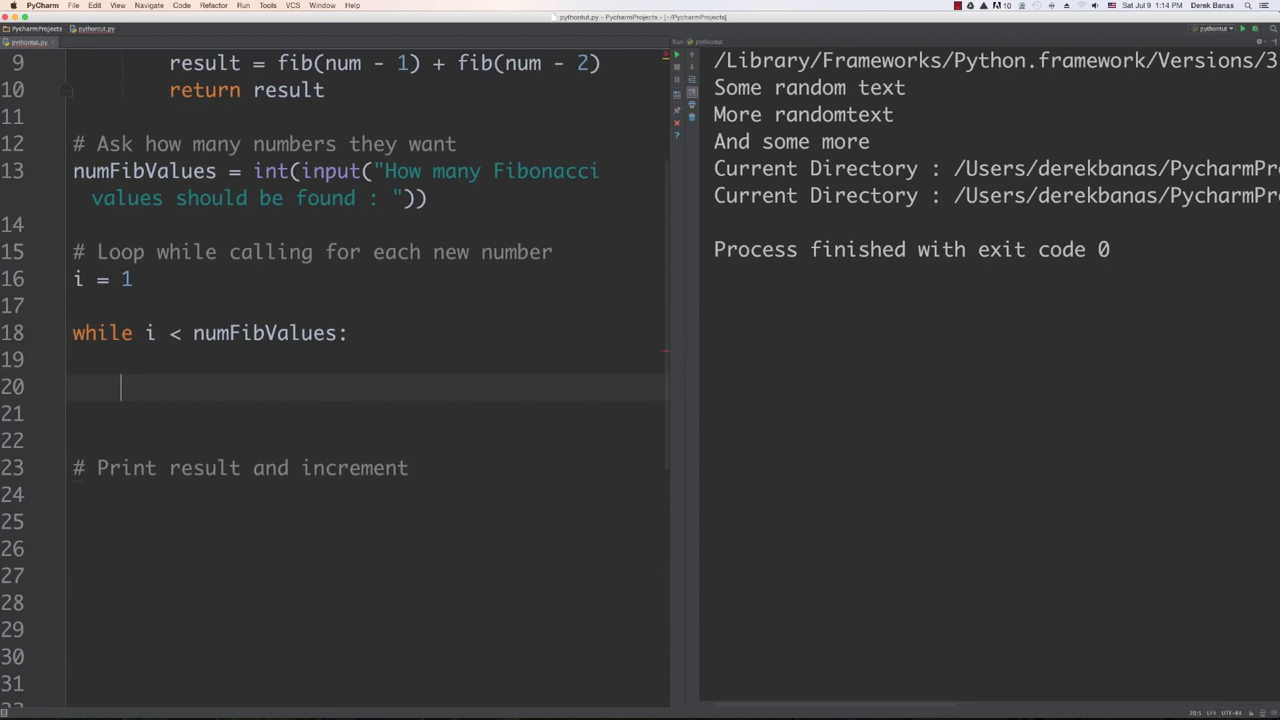 PyCharm File Edit View Navigate Code Refactor Run Tools VCS Window Help 10 Sat Jul 9 1:14 PM Derek Banas
pythontut.py - PycharmProjects - [~/PycharmProjects]
PycharmProjects pythontut.py pythontut
pythontut.py
Run pythontut
9 result = fib(num - 1) + fib(num - 2)
10 return result
11
12 # Ask how many numbers they want
13 numFibValues = int(input("How many Fibonacci
values should be found : "))
14
15 # Loop while calling for each new number
16 i = 1
17
18 while i < numFibValues:
19
20
21
22
23 # Print result and increment
24
25
26
27
28
29
30
31
/Library/Frameworks/Python.framework/Versions/3
Some random text
More randomtext
And some more
Current Directory : /Users/derekbanas/PycharmPr
Current Directory : /Users/derekbanas/PycharmPr
Process finished with exit code 0
20:5 LF UTF-8